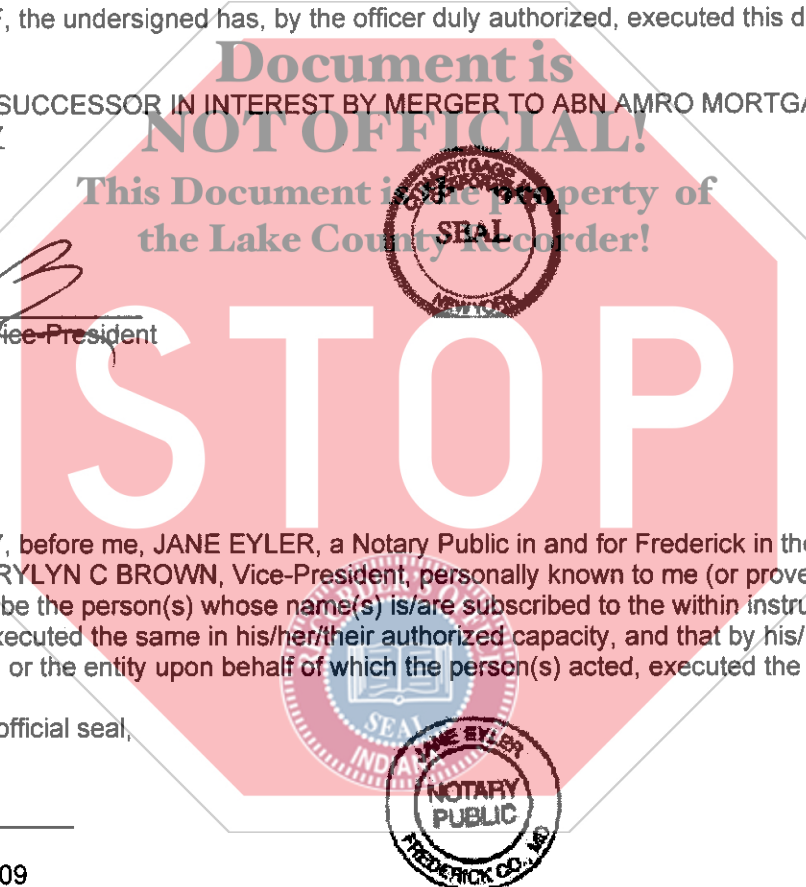 , the undersigned has, by the officer duly authorized, executed this d
Document is
SUCCESSOR IN INTEREST BY MERGER TO ABN AMRO MORTGA
NOT OFFICIAL!
This Document is the property of
the Lake County Recorder!
MORTGAGE
SEAL
NEW YORK
ice-President
STOP
, before me, JANE EYLER, a Notary Public in and for Frederick in the
RYLYN C BROWN, Vice-President, personally known to me (or prove
be the person(s) whose name(s) is/are subscribed to the within instru
xecuted the same in his/her/their authorized capacity, and that by his/
or the entity upon behalf of which the person(s) acted, executed the
RECORDER'S OFFICE
SEAL
INDIANA
official seal,
JANE EYLER
NOTARY
PUBLIC
FREDERICK CO., MD
09